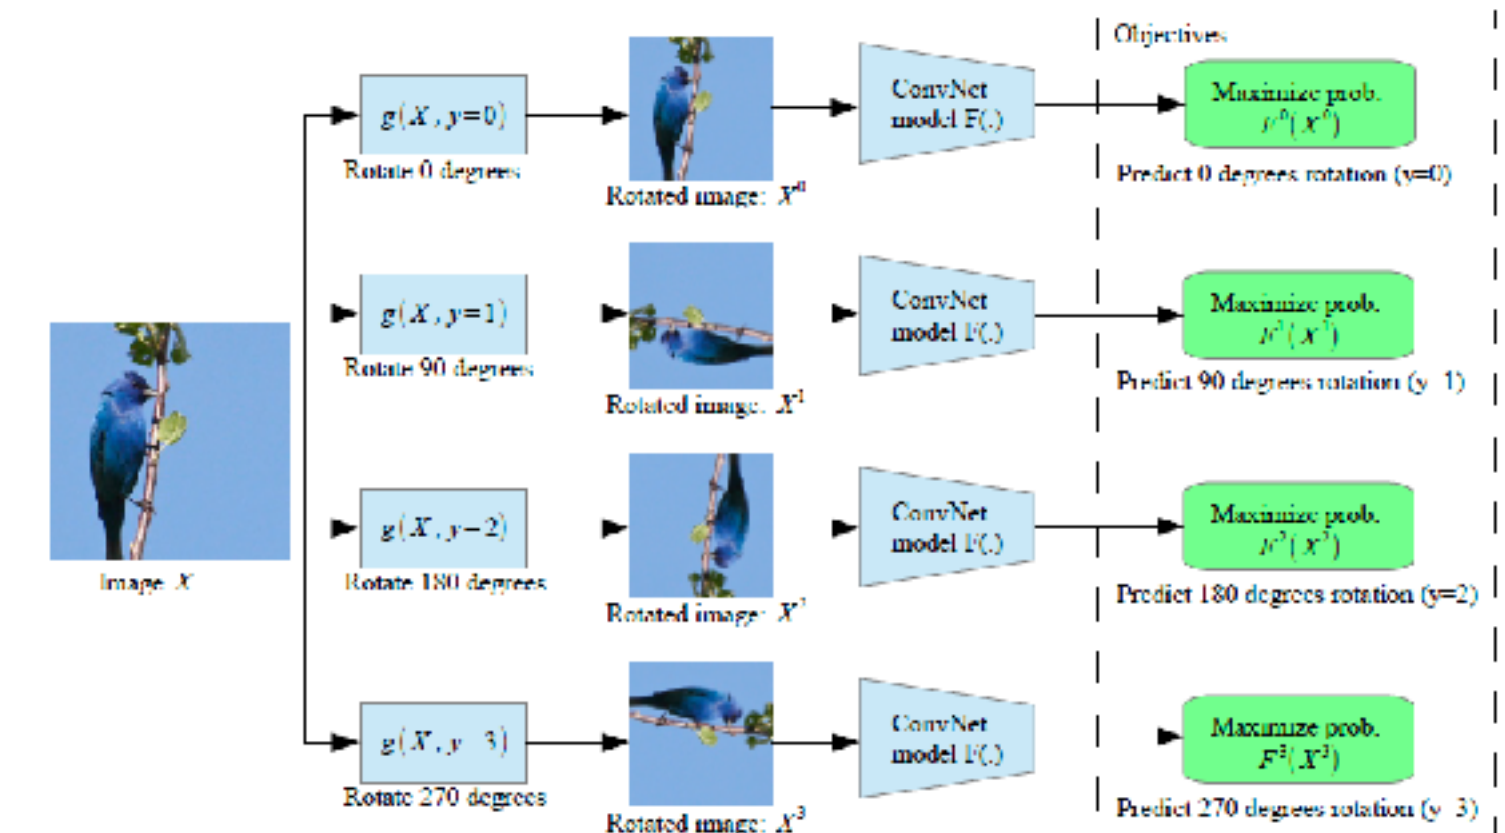 Objectives
g(X, y=0)
Rotate 0 degrees
Rotated image: X⁰
ConvNet
model F(.)
Maximize prob.
F⁰(X⁰)
Predict 0 degrees rotation (y=0)
g(X, y=1)
Rotate 90 degrees
Rotated image: X¹
ConvNet
model F(.)
Maximize prob.
F¹(X¹)
Predict 90 degrees rotation (y=1)
Image X
g(X, y=2)
Rotate 180 degrees
Rotated image: X²
ConvNet
model F(.)
Maximize prob.
F²(X²)
Predict 180 degrees rotation (y=2)
g(X, y=3)
Rotate 270 degrees
Rotated image: X³
ConvNet
model F(.)
Maximize prob.
F³(X³)
Predict 270 degrees rotation (y=3)